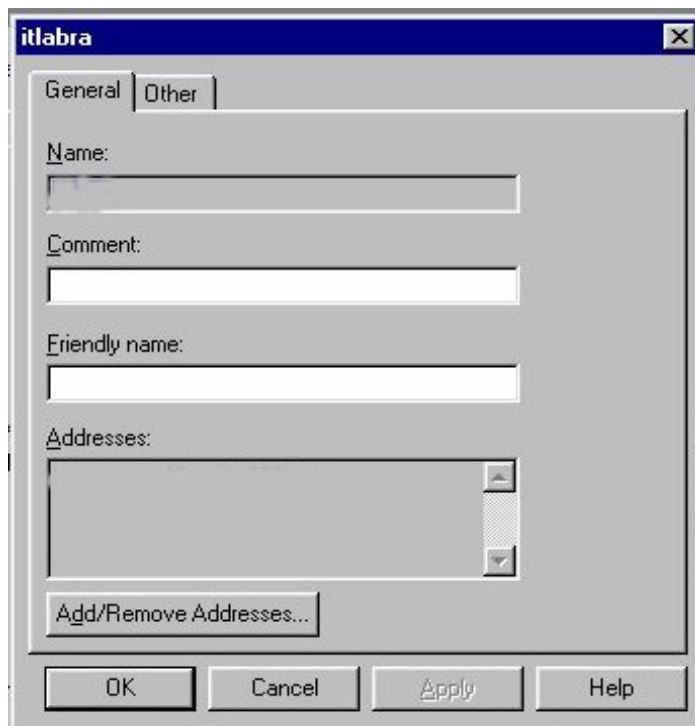 itlabra
General Other
Name:
Comment:
Friendly name:
Addresses:
Add/Remove Addresses...
OK Cancel Apply Help